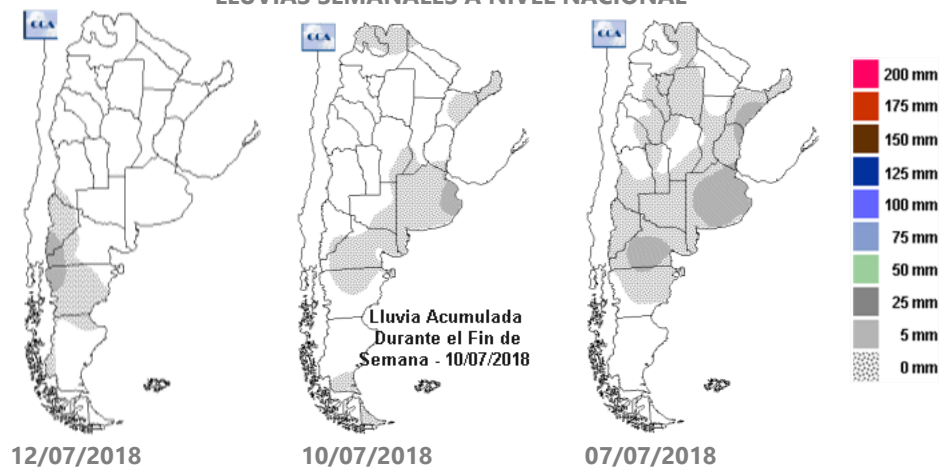 LLUVIAS SEMANALES A NIVEL NACIONAL
CCA
CCA
CCA
200 mm
175 mm
150 mm
125 mm
100 mm
75 mm
50 mm
25 mm
5 mm
0 mm
Lluvia Acumulada
Durante el Fin de
Semana - 10/07/2018
12/07/2018
10/07/2018
07/07/2018